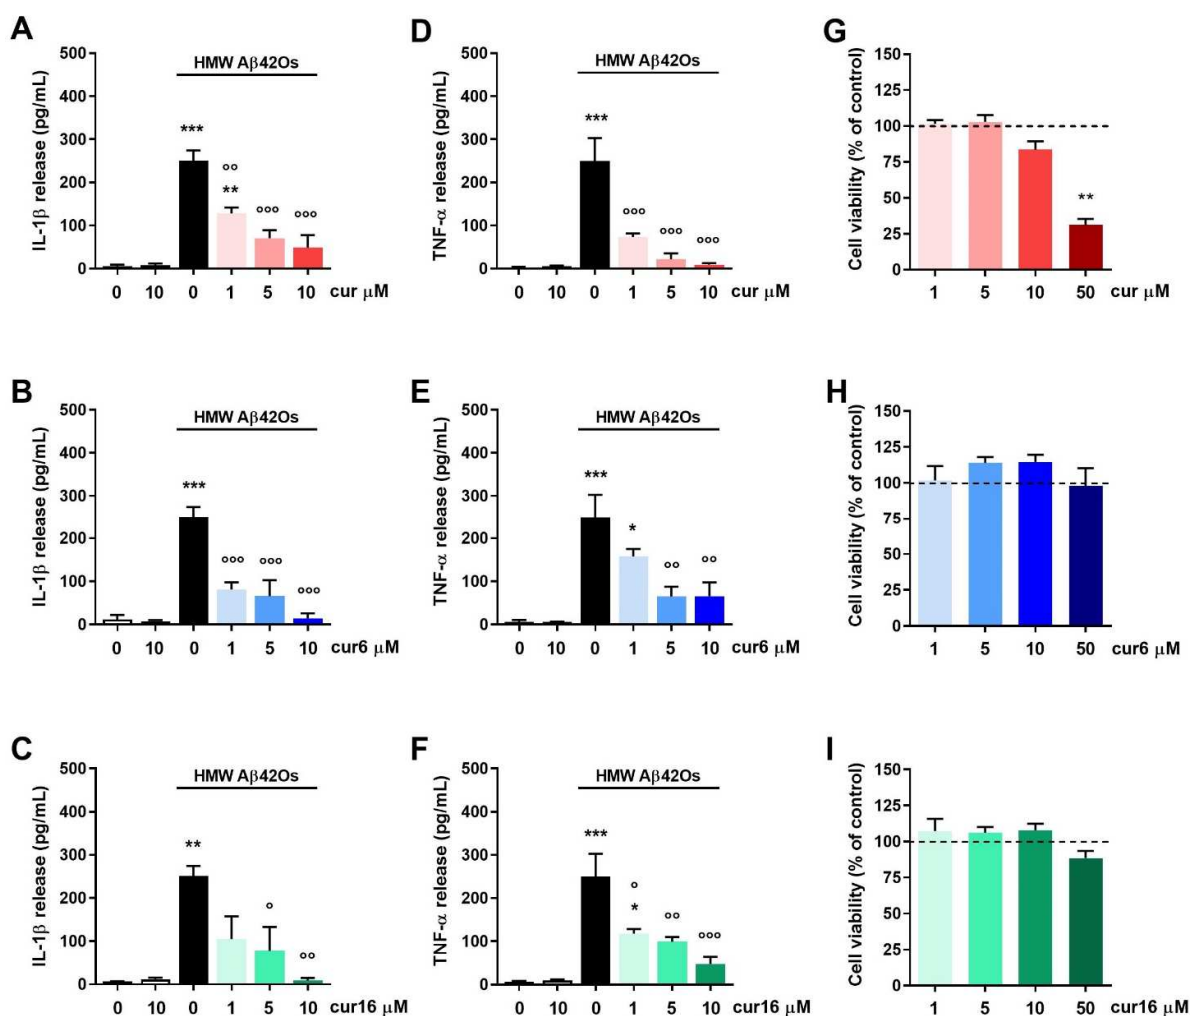 A
IL-1β release (pg/mL)
500
400
300
200
100
0
HMW Aβ42Os
***
°°
**
°°°
°°°
0 10 0 1 5 10 cur μM
D
TNF-α release (pg/mL)
500
400
300
200
100
0
HMW Aβ42Os
***
°°°
°°°
°°°
0 10 0 1 5 10 cur μM
G
Cell viability (% of control)
150
125
100
75
50
25
0
**
1 5 10 50 cur μM
B
IL-1β release (pg/mL)
500
400
300
200
100
0
HMW Aβ42Os
***
°°°
°°°
°°°
0 10 0 1 5 10 cur6 μM
E
TNF-α release (pg/mL)
500
400
300
200
100
0
HMW Aβ42Os
***
*
°°
°°
0 10 0 1 5 10 cur6 μM
H
Cell viability (% of control)
150
125
100
75
50
25
0
1 5 10 50 cur6 μM
C
IL-1β release (pg/mL)
500
400
300
200
100
0
HMW Aβ42Os
**
°
°°
0 10 0 1 5 10 cur16 μM
F
TNF-α release (pg/mL)
500
400
300
200
100
0
HMW Aβ42Os
***
°
*
°°
°°°
0 10 0 1 5 10 cur16 μM
I
Cell viability (% of control)
150
125
100
75
50
25
0
1 5 10 50 cur16 μM